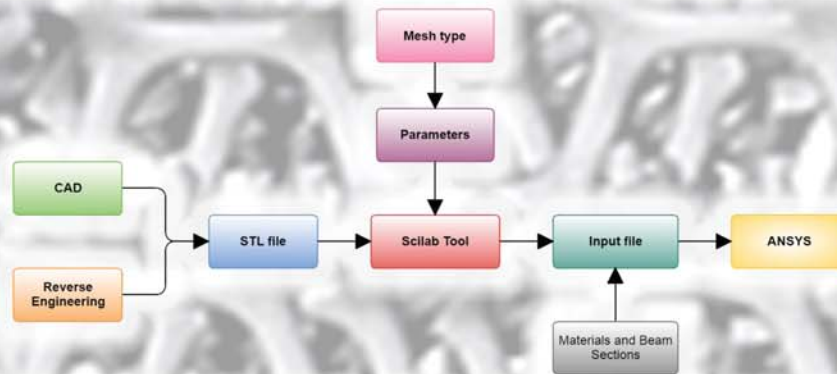 Mesh type
Parameters
CAD
STL file
Scilab Tool
Input file
ANSYS
Reverse
Engineering
Materials and Beam
Sections